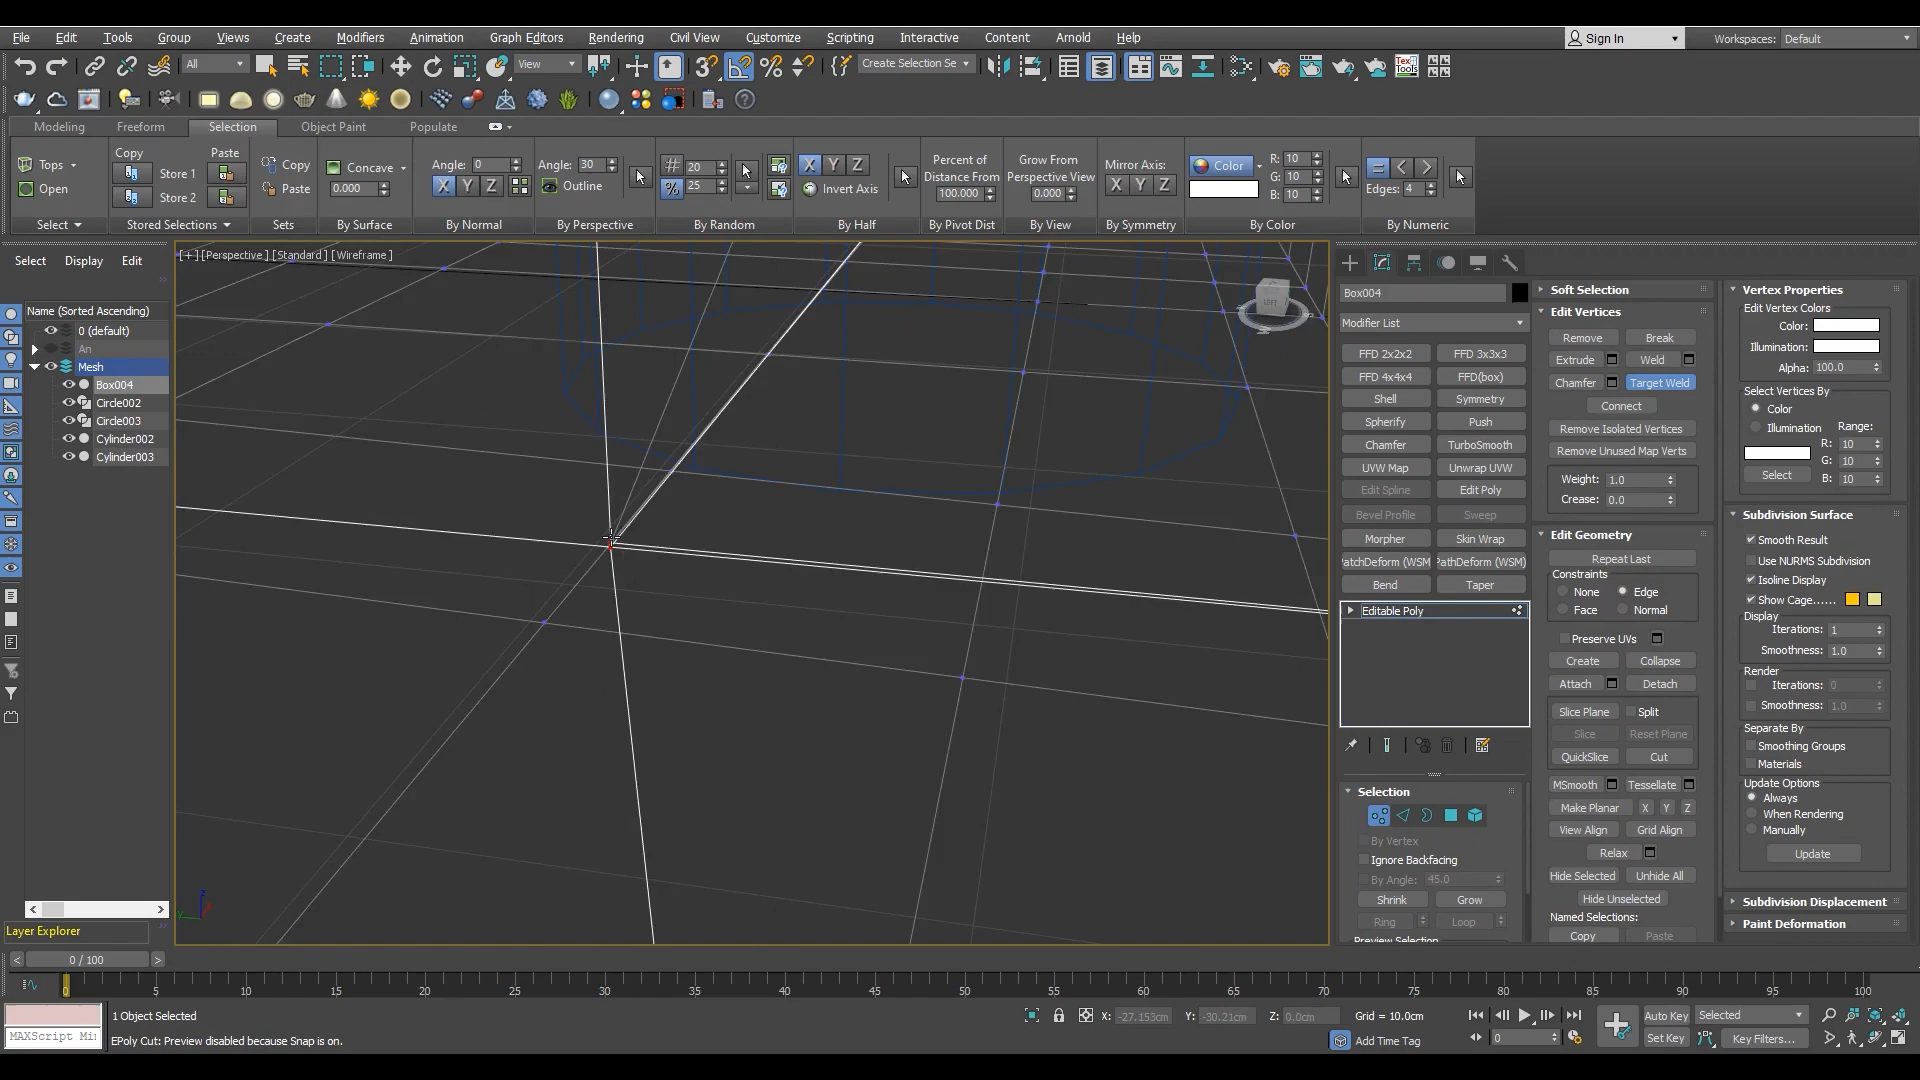 File Edit Tools Group Views Create Modifiers Animation Graph Editors Rendering Civil View Customize Scripting Interactive Content Arnold Help Sign In Workspaces: Default
All View Create Selection Se
Modeling Freeform Selection Object Paint Populate
Tops Copy Paste Copy Concave Angle: 0 Angle: 30 20 X Y Z Percent of Distance From 100.000 Grow From Perspective View 0.000 Mirror Axis: X Y Z Color R: 10 G: 10 B: 10
Open Store 1 Store 2 Paste 0.000 X Y Z Outline 25 Invert Axis Edges: 4
Select Stored Selections Sets By Surface By Normal By Perspective By Random By Half By Pivot Dist By View By Symmetry By Color By Numeric
Select Display Edit
Name (Sorted Ascending)
0 (default)
An
Mesh
Box004
Circle002
Circle003
Cylinder002
Cylinder003
Layer Explorer
[+] [Perspective ] [Standard ] [Wireframe ]
LEFT
Box004
Modifier List
FFD 2x2x2 FFD 3x3x3
FFD 4x4x4 FFD(box)
Shell Symmetry
Spherify Push
Chamfer TurboSmooth
UVW Map Unwrap UVW
Edit Spline Edit Poly
Bevel Profile Sweep
Morpher Skin Wrap
PatchDeform (WSM PathDeform (WSM)
Bend Taper
Editable Poly
Selection
By Vertex
Ignore Backfacing
By Angle: 45.0
Shrink Grow
Ring Loop
Preview Selection
Soft Selection
Edit Vertices
Remove Break
Extrude Weld
Chamfer Target Weld
Connect
Remove Isolated Vertices
Remove Unused Map Verts
Weight: 1.0
Crease: 0.0
Edit Geometry
Repeat Last
Constraints
None Edge
Face Normal
Preserve UVs
Create Collapse
Attach Detach
Slice Plane Split
Slice Reset Plane
QuickSlice Cut
MSmooth Tessellate
Make Planar X Y Z
View Align Grid Align
Relax
Hide Selected Unhide All
Hide Unselected
Named Selections:
Copy Paste
Vertex Properties
Edit Vertex Colors
Color:
Illumination:
Alpha: 100.0
Select Vertices By
Color
Illumination Range:
R: 10
G: 10
Select B: 10
Subdivision Surface
Smooth Result
Use NURMS Subdivision
Isoline Display
Show Cage......
Display
Iterations: 1
Smoothness: 1.0
Render
Iterations: 0
Smoothness: 1.0
Separate By
Smoothing Groups
Materials
Update Options
Always
When Rendering
Manually
Update
Subdivision Displacement
Paint Deformation
0 / 100
0 5 10 15 20 25 30 35 40 45 50 55 60 65 70 75 80 85 90 95 100
1 Object Selected X: -27.153cm Y: -30.21cm Z: 0.0cm Grid = 10.0cm Auto Key Selected
MAXScript Mi EPoly Cut: Preview disabled because Snap is on. Add Time Tag 0 Set Key Key Filters...